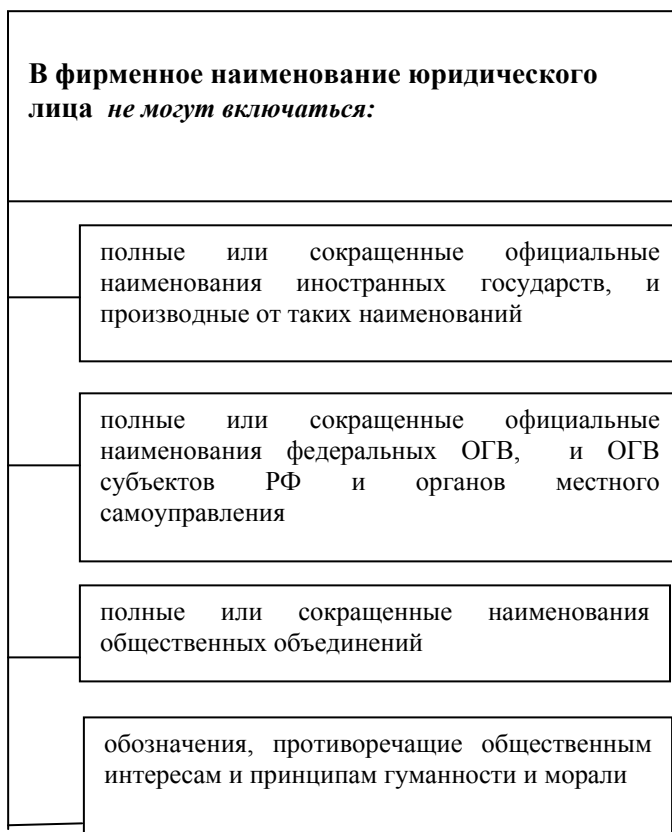 В фирменное наименование юридического
лица не могут включаться:
полные или сокращенные официальные
наименования иностранных государств, и
производные от таких наименований
полные или сокращенные официальные
наименования федеральных ОГВ, и ОГВ
субъектов РФ и органов местного
самоуправления
полные или сокращенные наименования
общественных объединений
обозначения, противоречащие общественным
интересам и принципам гуманности и морали